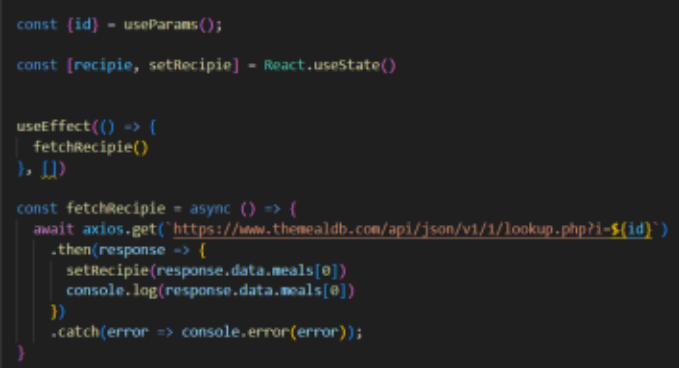 const {id} = useParams();
const [recipie, setRecipie] = React.useState()
useEffect(() => {
fetchRecipie()
}, [])
const fetchRecipie = async () => {
await axios.get(`https://www.themealdb.com/api/json/v1/1/lookup.php?i=${id}`)
.then(response => {
setRecipie(response.data.meals[0])
console.log(response.data.meals[0])
})
.catch(error => console.error(error));
}